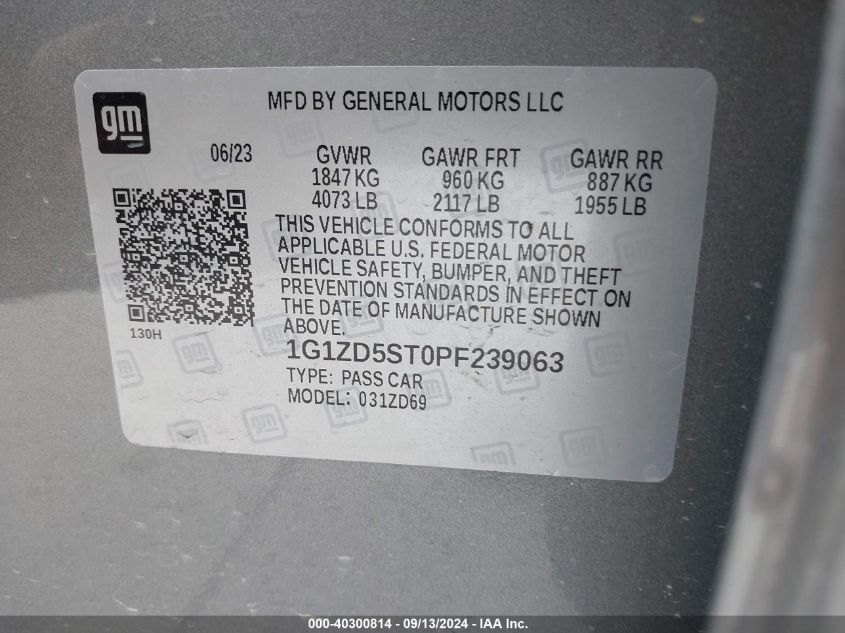 gm
MFD BY GENERAL MOTORS LLC
06/23 GVWR GAWR FRT GAWR RR
1847 KG 960 KG 887 KG
4073 LB 2117 LB 1955 LB
THIS VEHICLE CONFORMS TO ALL
APPLICABLE U.S. FEDERAL MOTOR
VEHICLE SAFETY, BUMPER, AND THEFT
PREVENTION STANDARDS IN EFFECT ON
THE DATE OF MANUFACTURE SHOWN
ABOVE.
130H
1G1ZD5ST0PF239063
TYPE: PASS CAR
MODEL: 031ZD69
000-40300814 - 09/13/2024 - IAA Inc.